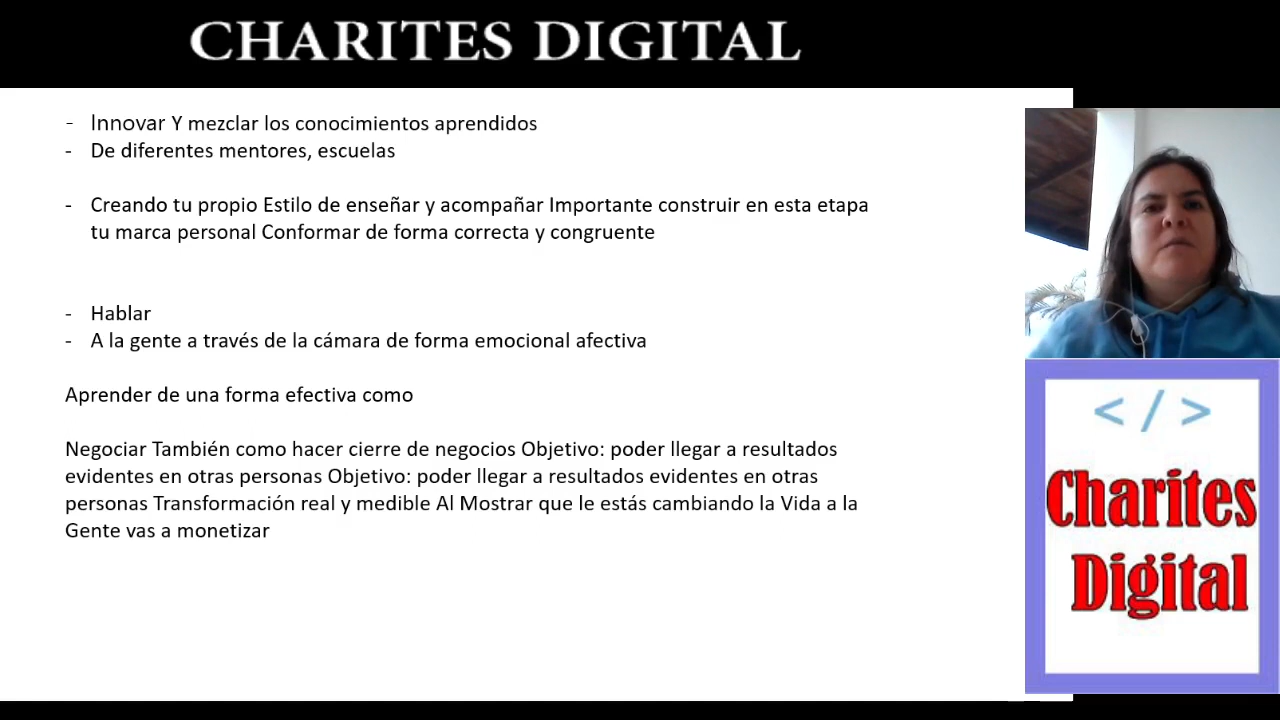 CHARITES DIGITAL
- Innovar Y mezclar los conocimientos aprendidos
- De diferentes mentores, escuelas
- Creando tu propio Estilo de enseñar y acompañar Importante construir en esta etapa
tu marca personal Conformar de forma correcta y congruente
- Hablar
- A la gente a través de la cámara de forma emocional afectiva
Aprender de una forma efectiva como
Negociar También como hacer cierre de negocios Objetivo: poder llegar a resultados
evidentes en otras personas Objetivo: poder llegar a resultados evidentes en otras
personas Transformación real y medible Al Mostrar que le estás cambiando la Vida a la
Gente vas a monetizar
</>
Charites
Digital